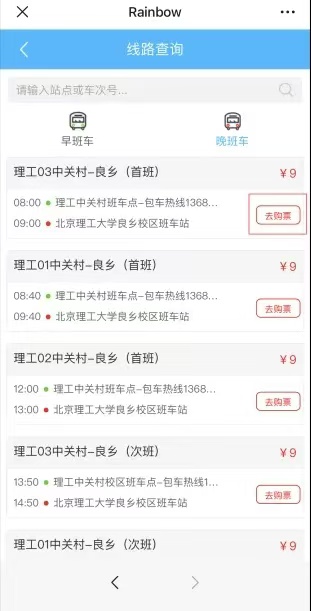 Rainbow
线路查询
请输入站点或车次号...
早班车 晚班车
理工03中关村-良乡（首班） ￥9
08:00 理工中关村班车点-包车热线1368...
去购票
09:00 北京理工大学良乡校区班车站
理工01中关村-良乡（首班） ￥9
08:40 理工中关村班车点-包车热线1368...
去购票
09:40 北京理工大学良乡校区班车站
理工02中关村-良乡（首班） ￥9
12:00 理工中关村班车点-包车热线1368...
去购票
13:00 北京理工大学良乡校区班车站
理工03中关村-良乡（次班） ￥9
13:50 理工中关村校区班车点-包车热线1...
去购票
14:50 北京理工大学良乡校区班车站
理工01中关村-良乡（次班） ￥9